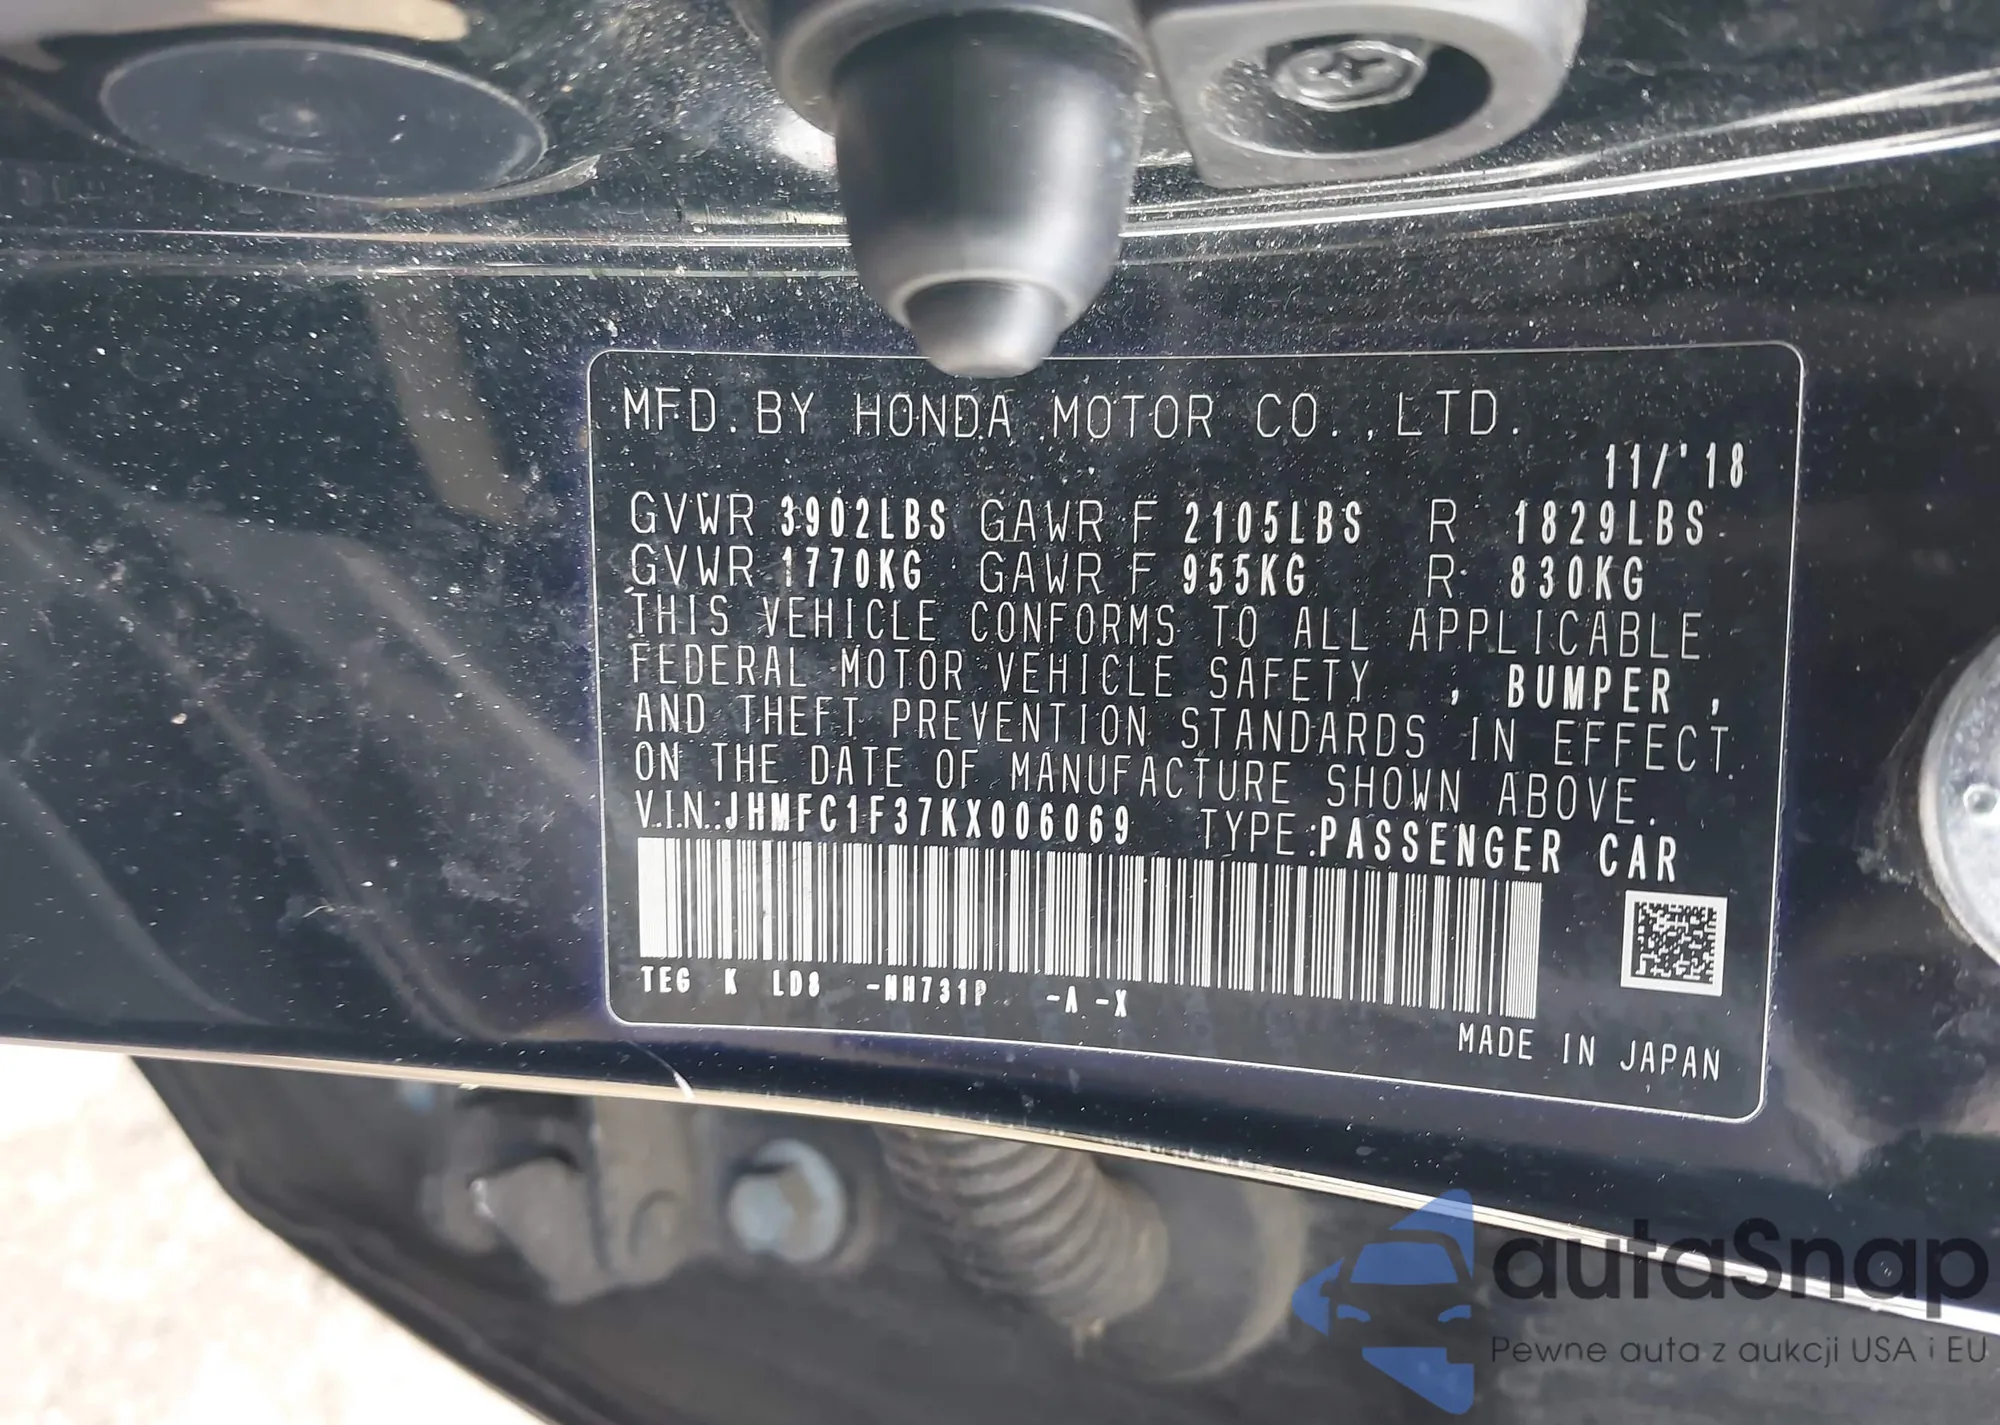 MFD. BY HONDA MOTOR CO., LTD.
11/'18
GVWR 3902LBS GAWR F 2105LBS R 1829LBS
GVWR 1770KG GAWR F 955KG R 830KG
THIS VEHICLE CONFORMS TO ALL APPLICABLE
FEDERAL MOTOR VEHICLE SAFETY , BUMPER ,
AND THEFT PREVENTION STANDARDS IN EFFECT
ON THE DATE OF MANUFACTURE SHOWN ABOVE.
V.I.N.:JHMFC1F37KX006069 TYPE:PASSENGER CAR
TEG K LD8 -NH731P -A -X
MADE IN JAPAN
autaSnap
Pewne auta z aukcji USA i EU